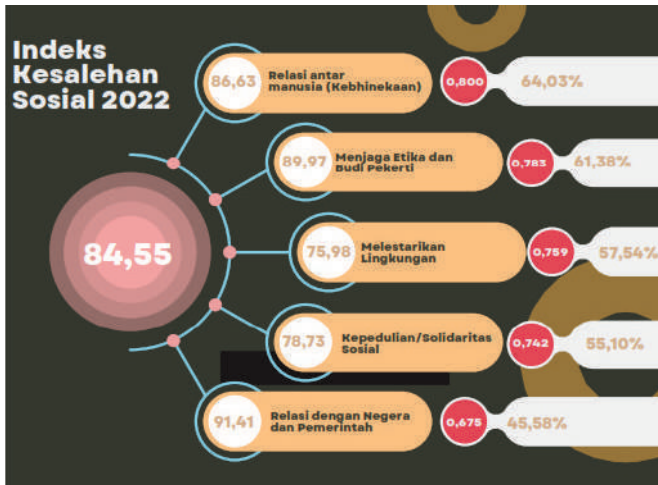 Indeks
Kesalehan
Sosial 2022
84,55
86,63
Relasi antar
manusia (Kebhinekaan)
0,800
64,03%
89,97
Menjaga Etika dan
Budi Pekerti
0,783
61,38%
75,98
Melestarikan
Lingkungan
0,759
57,54%
78,73
Kepedulian/Solidaritas
Sosial
0,742
55,10%
91,41
Relasi dengan Negera
dan Pemerintah
0,675
45,58%